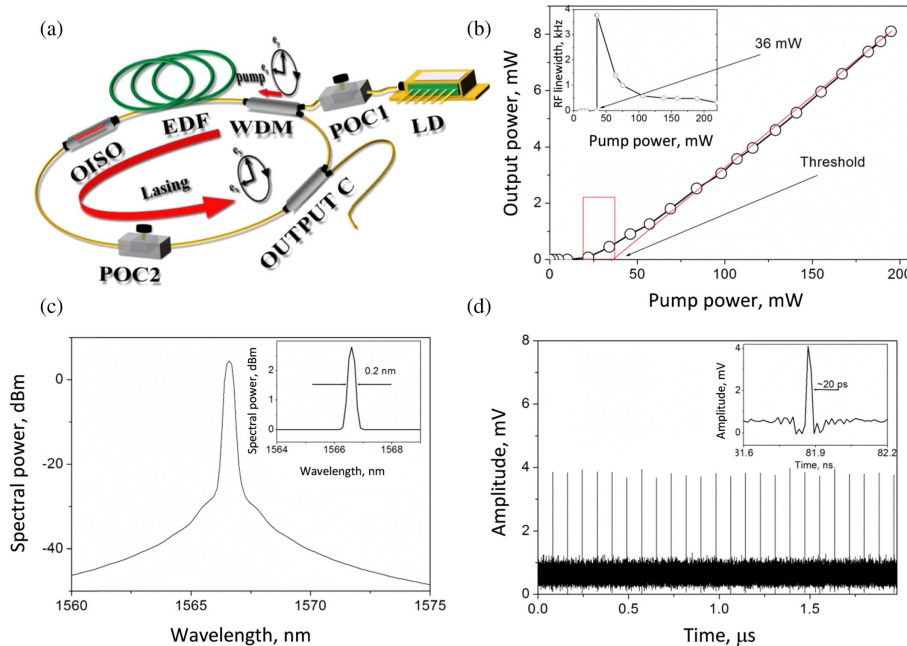 (a)
pump
e_y
e_x
EDF
WDM
POC1
LD
OISO
Lasing
e_y
e_x
OUTPUT C
POC2
(b)
Output power, mW
8
6
4
2
0
0
50
100
150
200
Pump power, mW
RF linewidth, kHz
4
3
2
1
0
0
50
100
150
200
Pump power, mW
36 mW
Threshold
(c)
Spectral power, dBm
0
-20
-40
1560
1565
1570
1575
Wavelength, nm
Spectral power, dBm
2
1
0
1564
1566
1568
Wavelength, nm
0.2 nm
(d)
Amplitude, mV
8
6
4
2
0
0.0
0.5
1.0
1.5
Time, μs
Amplitude, mV
4
2
0
~20 ps
31.6
81.9
82.2
Time, ns